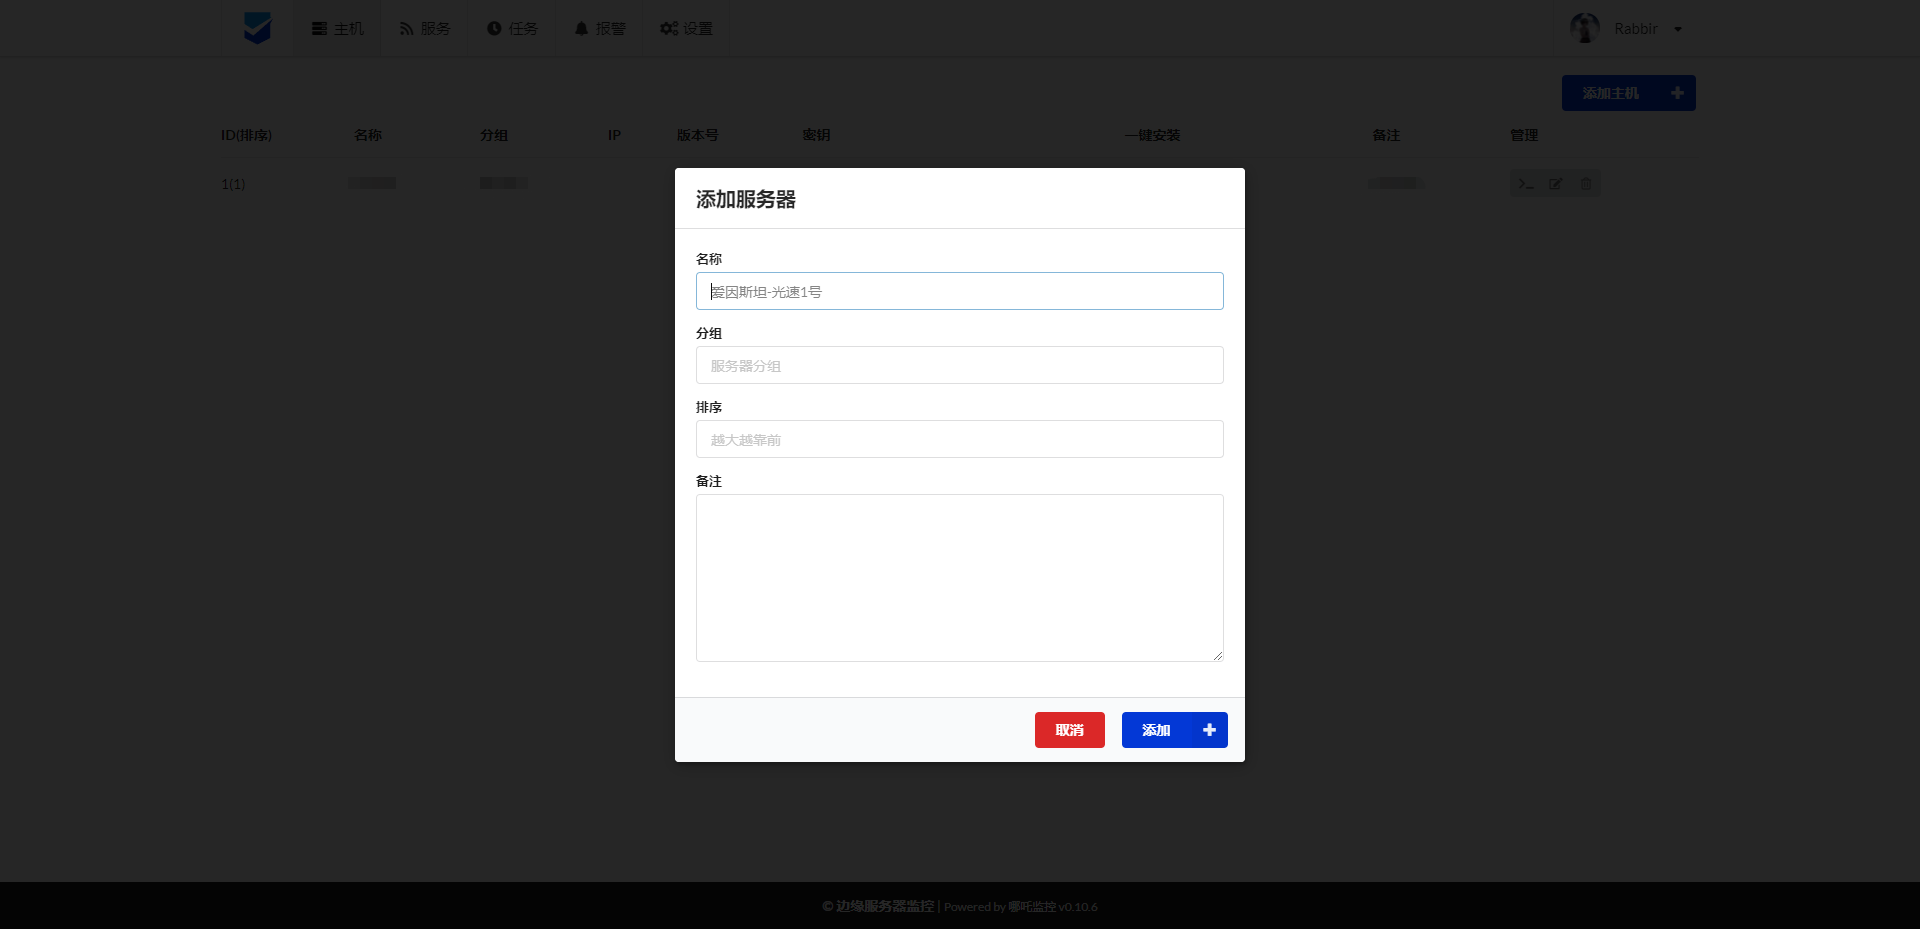 主机 服务 任务 报警 设置 Rabbir
添加主机
ID(排序) 名称 分组 IP 版本号 密钥 一键安装 备注 管理
1(1)
添加服务器
名称
爱因斯坦-光速1号
分组
服务器分组
排序
越大越靠前
备注
取消 添加
© 边缘服务器监控 | Powered by 哪吒监控 v0.10.6